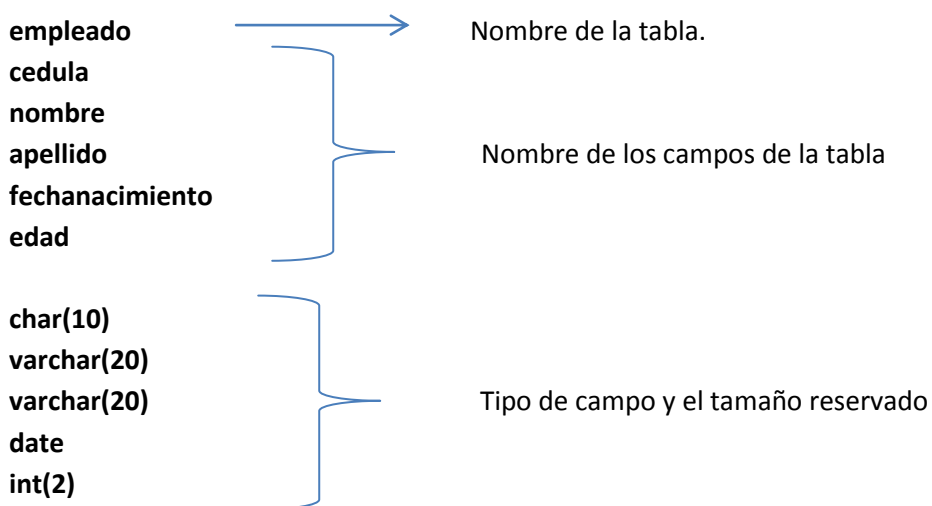 empleado Nombre de la tabla.
cedula
nombre
apellido Nombre de los campos de la tabla
fechanacimiento
edad
char(10)
varchar(20)
varchar(20) Tipo de campo y el tamaño reservado
date
int(2)